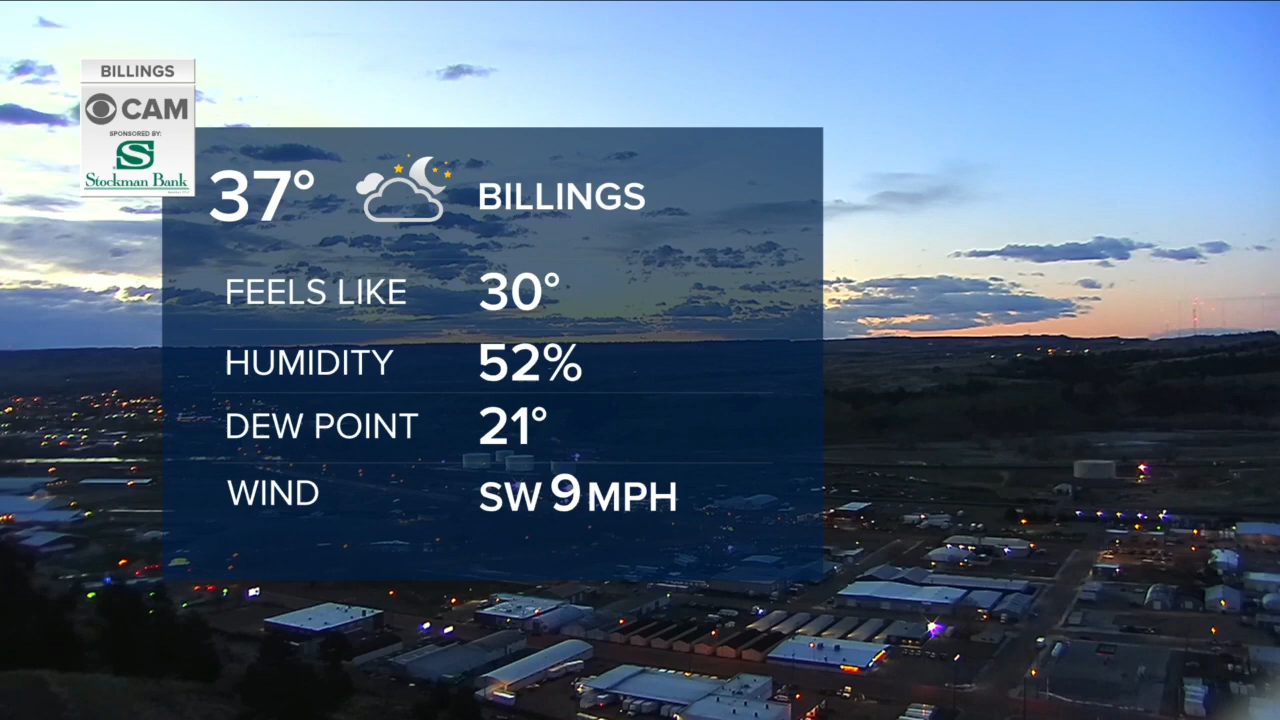 BILLINGS
CAM
SPONSORED BY:
S
Stockman Bank
37° BILLINGS
FEELS LIKE 30°
HUMIDITY 52%
DEW POINT 21°
WIND SW 9 MPH